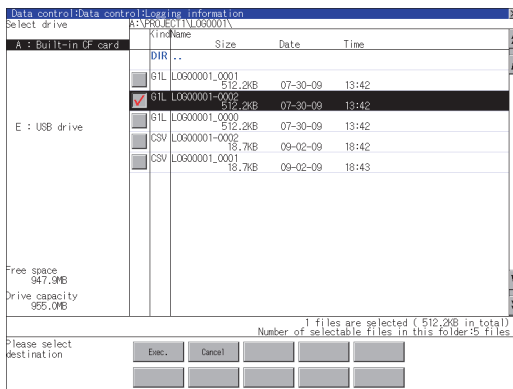 Data control:Data control:Logging information
Select drive
A:\PROJECT1\LOG0001\
A : Built-in CF card
E : USB drive
Kind Name
Size Date Time
DIR ..
G1L LOG00001_0001
512.2KB 07-30-09 13:42
G1L LOG00001-0002
512.2KB 07-30-09 13:42
G1L LOG00001_0000
512.2KB 07-30-09 13:42
CSV LOG00001-0002
18.7KB 09-02-09 18:42
CSV LOG00001_0001
18.7KB 09-02-09 18:43
Free space
947.9MB
Drive capacity
955.0MB
1 files are selected ( 512.2KB in total)
Number of selectable files in this folder:5 files
Please select
destination
Exec. Cancel